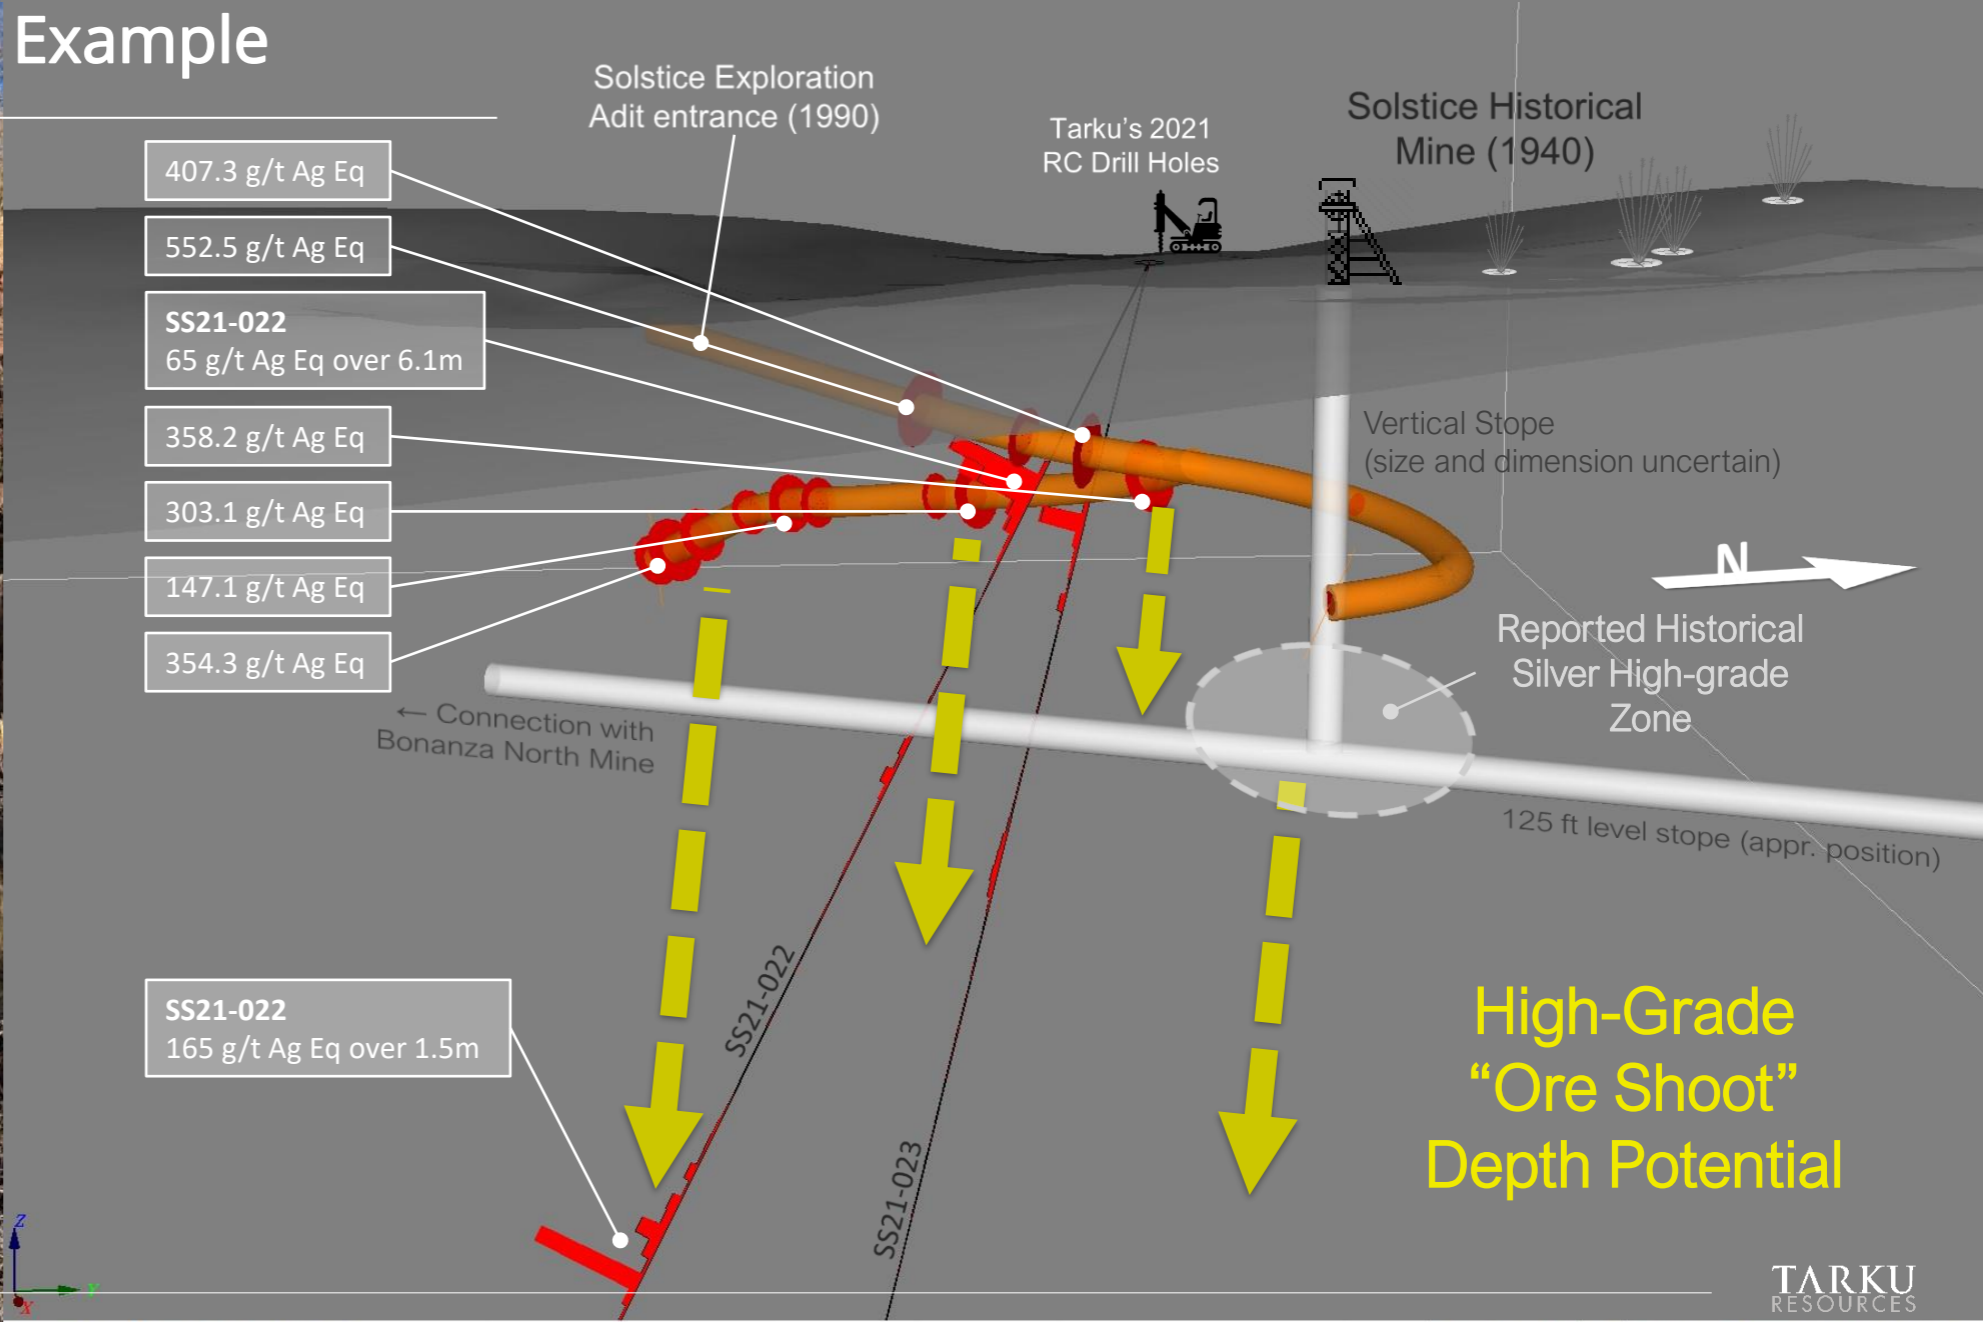 Example
Solstice Exploration
Adit entrance (1990)
Tarku's 2021
RC Drill Holes
Solstice Historical
Mine (1940)
407.3 g/t Ag Eq
552.5 g/t Ag Eq
SS21-022
65 g/t Ag Eq over 6.1m
358.2 g/t Ag Eq
303.1 g/t Ag Eq
147.1 g/t Ag Eq
354.3 g/t Ag Eq
Vertical Stope
(size and dimension uncertain)
N
Reported Historical
Silver High-grade
Zone
← Connection with
Bonanza North Mine
125 ft level stope (appr. position)
SS21-022
SS21-023
SS21-022
165 g/t Ag Eq over 1.5m
High-Grade
“Ore Shoot”
Depth Potential
Z
Y
X
TARKU
RESOURCES